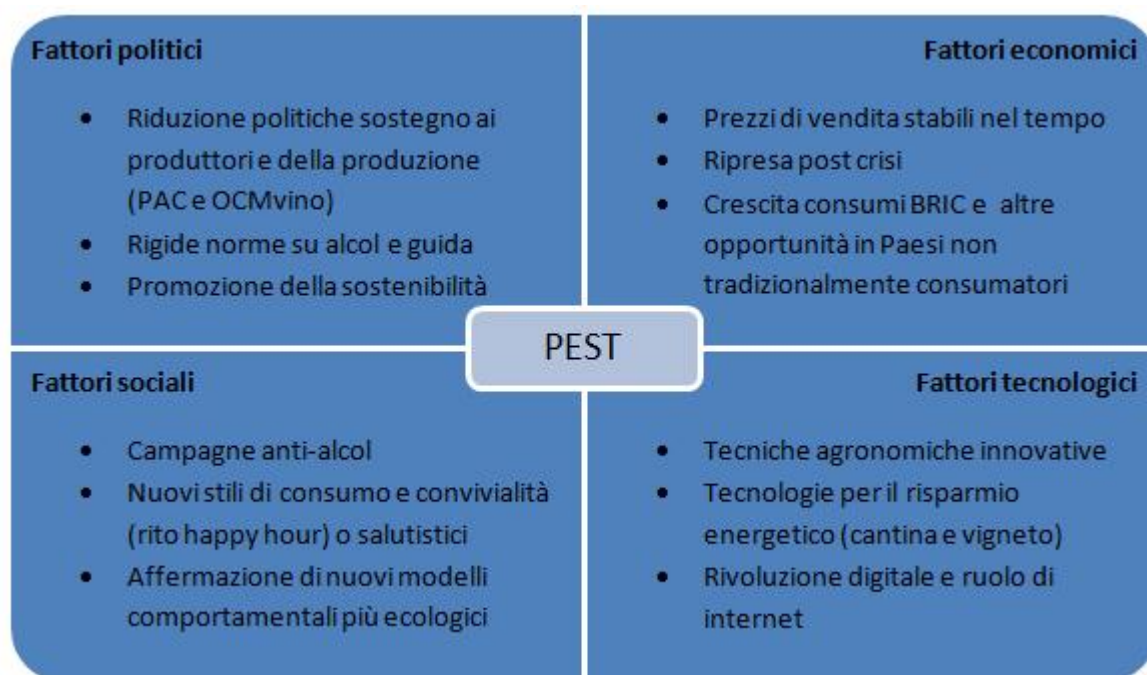 Fattori politici
Riduzione politiche sostegno ai
produttori e della produzione
(PAC e OCMvino)
Rigide norme su alcol e guida
Promozione della sostenibilità
Fattori economici
Prezzi di vendita stabili nel tempo
Ripresa post crisi
Crescita consumi BRIC e altre
opportunità in Paesi non
tradizionalmente consumatori
PEST
Fattori sociali
Campagne anti-alcol
Nuovi stili di consumo e convivialità
(rito happy hour) o salutistici
Affermazione di nuovi modelli
comportamentali più ecologici
Fattori tecnologici
Tecniche agronomiche innovative
Tecnologie per il risparmio
energetico (cantina e vigneto)
Rivoluzione digitale e ruolo di
internet